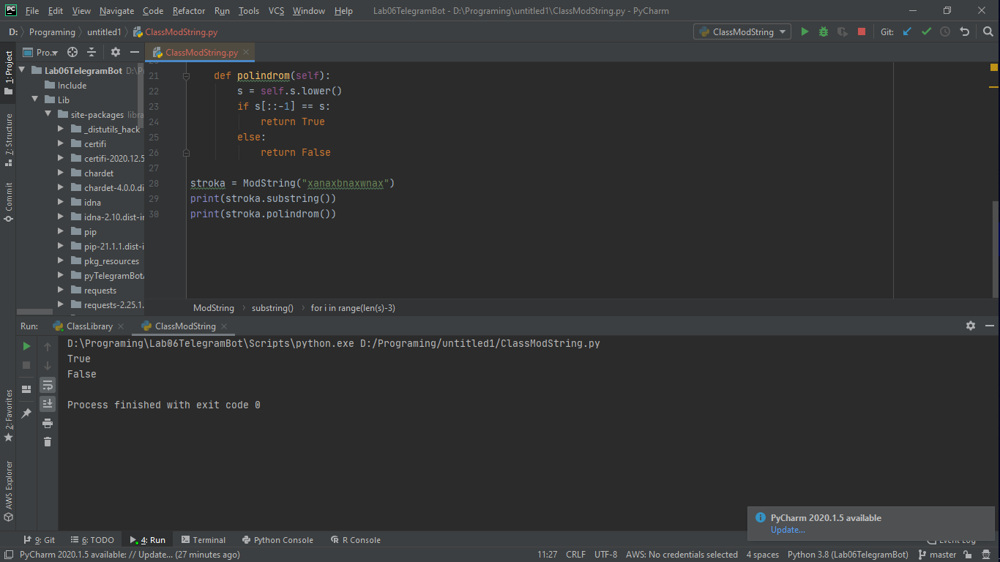 PC File Edit View Navigate Code Refactor Run Tools VCS Window Help Lab06TelegramBot - D:\Programing\untitled1\ClassModString.py - PyCharm
D: Programing untitled1 ClassModString.py ClassModString Git:
1: Project
7: Structure
Commit
2: Favorites
AWS Explorer
Pro... ClassModString.py
Lab06TelegramBot D:\P
Include
Lib
site-packages libra
_distutils_hack
certifi
certifi-2020.12.5
chardet
chardet-4.0.0.di
idna
idna-2.10.dist-in
pip
pip-21.1.1.dist-i
pkg_resources
pyTelegramBot
requests
requests-2.25.1.
21 def polindrom(self):
22 s = self.s.lower()
23 if s[::-1] == s:
24 return True
25 else:
26 return False
27
28 stroka = ModString("xanaxbnaxwnax")
29 print(stroka.substring())
30 print(stroka.polindrom())
ModString substring() for i in range(len(s)-3)
Run: ClassLibrary ClassModString
D:\Programing\Lab06TelegramBot\Scripts\python.exe D:/Programing/untitled1/ClassModString.py
True
False
Process finished with exit code 0
PyCharm 2020.1.5 available
Update...
9: Git 6: TODO 4: Run Terminal Python Console R Console Event Log
PyCharm 2020.1.5 available: // Update... (27 minutes ago) 11:27 CRLF UTF-8 AWS: No credentials selected 4 spaces Python 3.8 (Lab06TelegramBot) master